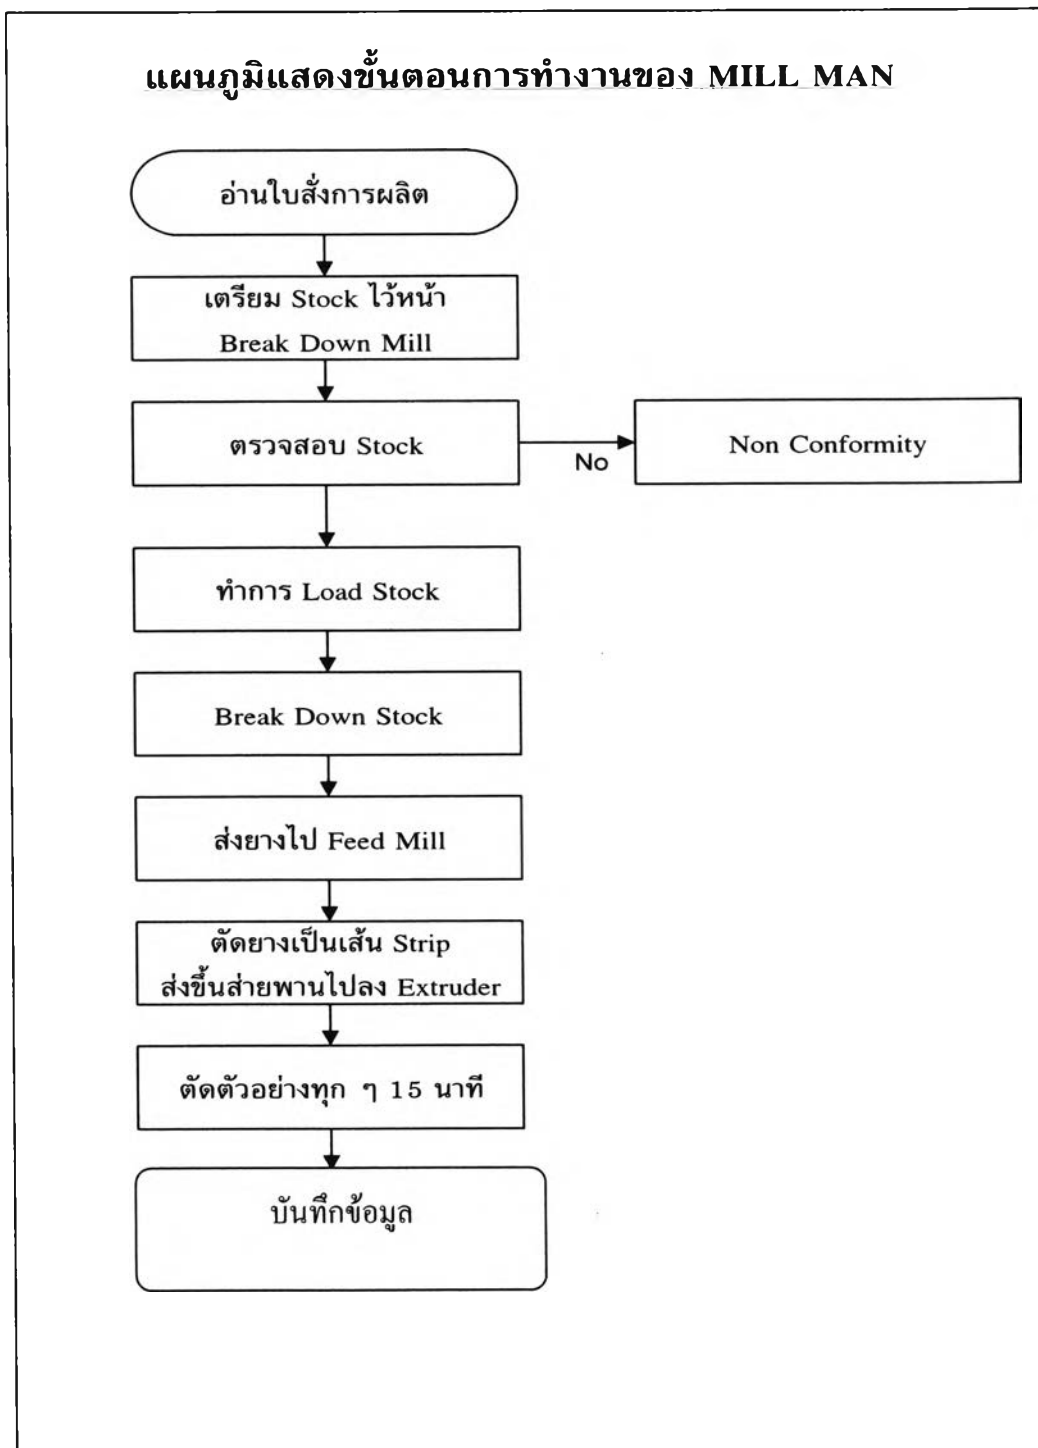 แผนภูมิแสดงขั้นตอนการทำงานของ MILL MAN
อ่านใบสั่งการผลิต
เตรียม Stock ไว้หน้า
Break Down Mill
ตรวจสอบ Stock
No
Non Conformity
ทำการ Load Stock
Break Down Stock
ส่งยางไป Feed Mill
ตัดยางเป็นเส้น Strip
ส่งขึ้นส่ายพานไปลง Extruder
ตัดตัวอย่างทุก ๆ 15 นาที
บันทึกข้อมูล